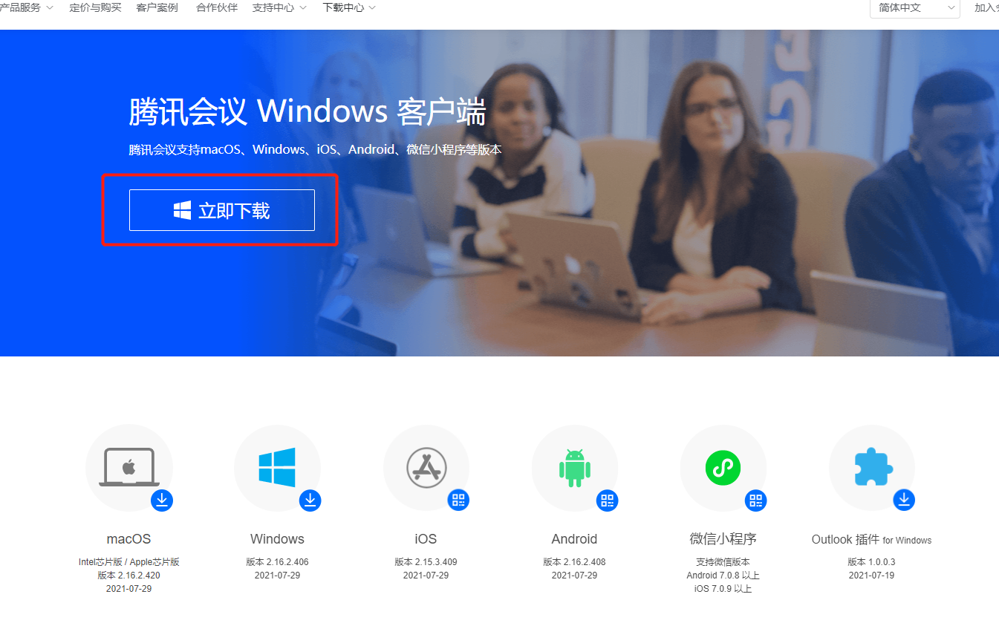 产品服务 定价与购买 客户案例 合作伙伴 支持中心 下载中心 简体中文 加入
腾讯会议 Windows 客户端
腾讯会议支持macOS、Windows、iOS、Android、微信小程序等版本
立即下载
macOS
Intel芯片版 / Apple芯片版
版本 2.16.2.420
2021-07-29
Windows
版本 2.16.2.406
2021-07-29
iOS
版本 2.15.3.409
2021-07-29
Android
版本 2.16.2.408
2021-07-29
微信小程序
支持微信版本
Android 7.0.8 以上
iOS 7.0.9 以上
Outlook 插件 for Windows
版本 1.0.0.3
2021-07-19